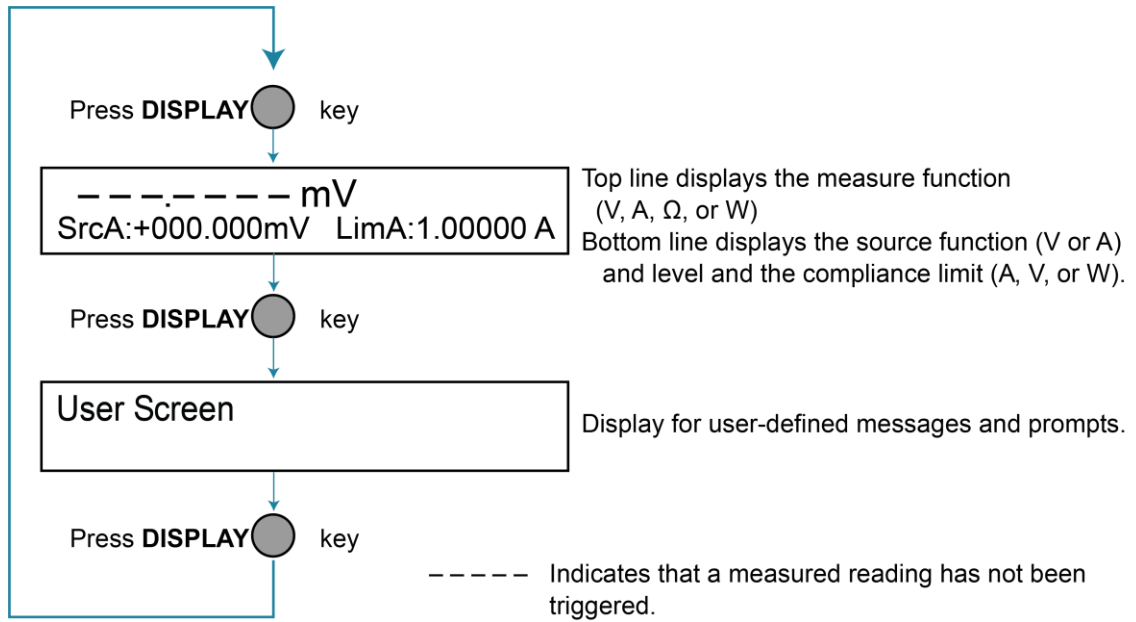 Press DISPLAY key
– – –.– – – – mV
SrcA:+000.000mV LimA:1.00000 A
Top line displays the measure function
(V, A, Ω, or W)
Bottom line displays the source function (V or A)
and level and the compliance limit (A, V, or W).
Press DISPLAY key
User Screen
Display for user-defined messages and prompts.
Press DISPLAY key
– – – – – Indicates that a measured reading has not been
triggered.